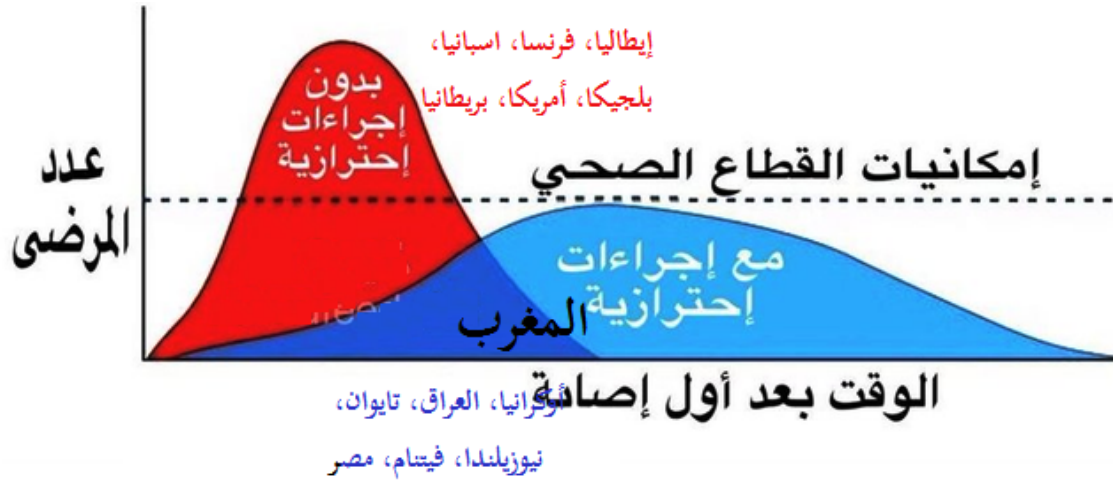 إيطاليا، فرنسا، اسبانيا،
بلجيكا، أمريكا، بريطانيا
بدون
إجراءات
إحترازية
إمكانيات القطاع الصحي
عدد
المرضى
مع إجراءات
إحترازية
المغرب
الوقت بعد أول إصابة
أوكرانيا، العراق، تايوان،
نيوزيلندا، فيتنام، مصر